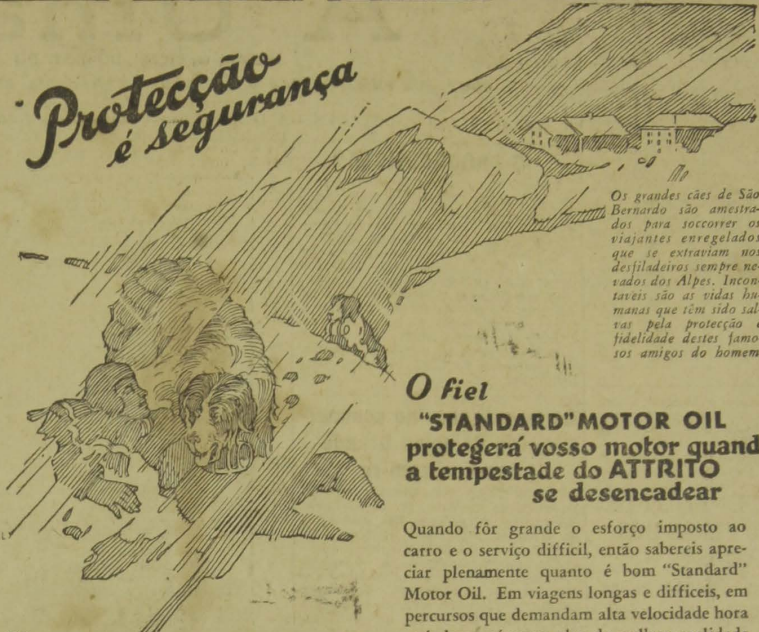 Protecção
é segurança
Os grandes cães de São
Bernardo são amestra-
dos para soccorrer os
viajantes enregelados
que se extraviam nos
desfiladeiros sempre ne-
vados dos Alpes. Incon-
taveis são as vidas hu-
manas que têm sido sal-
vas pela protecção e
fidelidade destes famo-
sos amigos do homem
O fiel
"STANDARD" MOTOR OIL
protegerá vosso motor quand
a tempestade do ATTRITO
se desencadear
Quando fôr grande o esforço imposto ao
carro e o serviço difficil, então sabereis apre-
ciar plenamente quanto é bom "Standard"
Motor Oil. Em viagens longas e difficeis, em
percursos que demandam alta velocidade hora